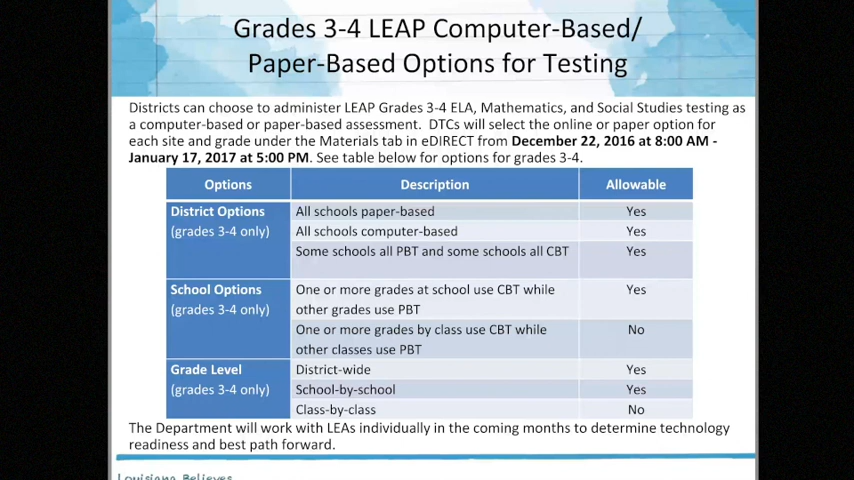 Grades 3-4 LEAP Computer-Based/
Paper-Based Options for Testing
Districts can choose to administer LEAP Grades 3-4 ELA, Mathematics, and Social Studies testing as
a computer-based or paper-based assessment.  DTCs will select the online or paper option for
each site and grade under the Materials tab in eDIRECT from December 22, 2016 at 8:00 AM -
January 17, 2017 at 5:00 PM. See table below for options for grades 3-4.
Options Description Allowable
District Options All schools paper-based Yes
(grades 3-4 only) All schools computer-based Yes
Some schools all PBT and some schools all CBT Yes
School Options One or more grades at school use CBT while Yes
(grades 3-4 only) other grades use PBT
One or more grades by class use CBT while No
other classes use PBT
Grade Level District-wide Yes
(grades 3-4 only) School-by-school Yes
Class-by-class No
The Department will work with LEAs individually in the coming months to determine technology
readiness and best path forward.
Louisiana Believes